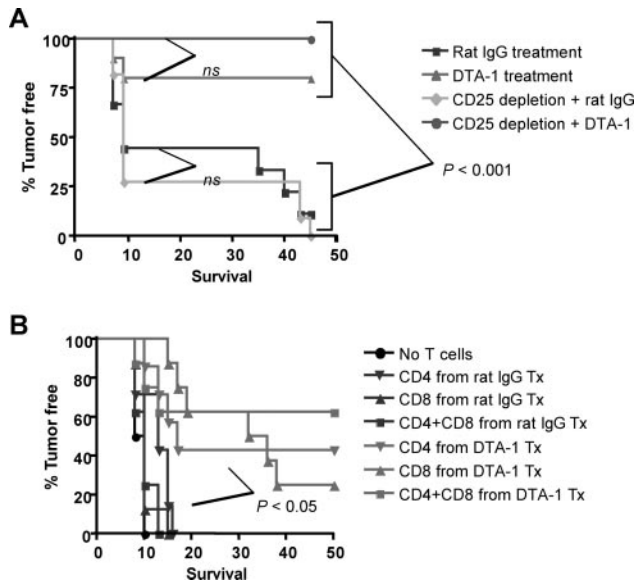 A
% Tumor free
100
75
50
25
0
0 10 20 30 40 50
Survival
ns
ns
P < 0.001
Rat IgG treatment
DTA-1 treatment
CD25 depletion + rat IgG
CD25 depletion + DTA-1
B
% Tumor free
100
80
60
40
20
0
0 10 20 30 40 50
Survival
P < 0.05
No T cells
CD4 from rat IgG Tx
CD8 from rat IgG Tx
CD4+CD8 from rat IgG Tx
CD4 from DTA-1 Tx
CD8 from DTA-1 Tx
CD4+CD8 from DTA-1 Tx